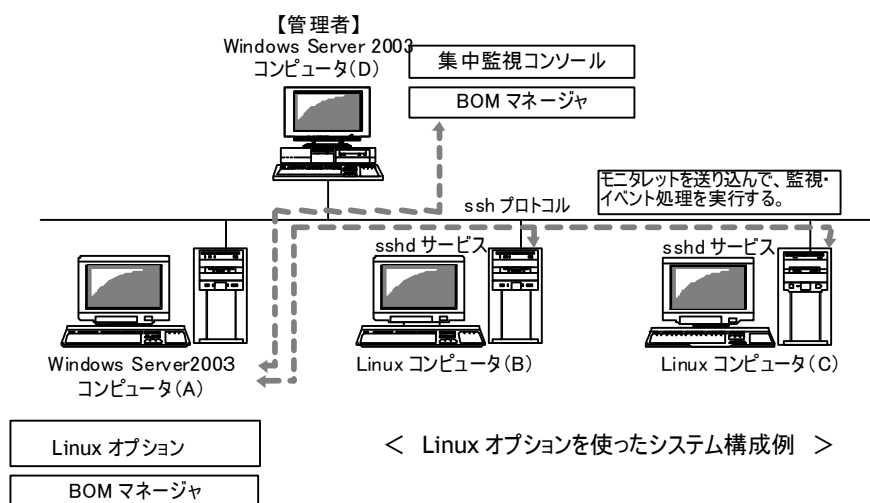 【管理者】
Windows Server 2003
コンピュータ(D)
集中監視コンソール
BOM マネージャ
モニタレットを送り込んで、監視・
イベント処理を実行する。
ssh プロトコル
sshd サービス
sshd サービス
Windows Server2003
コンピュータ(A)
Linux コンピュータ(B)
Linux コンピュータ(C)
Linux オプション
BOM マネージャ
＜ Linux オプションを使ったシステム構成例 ＞